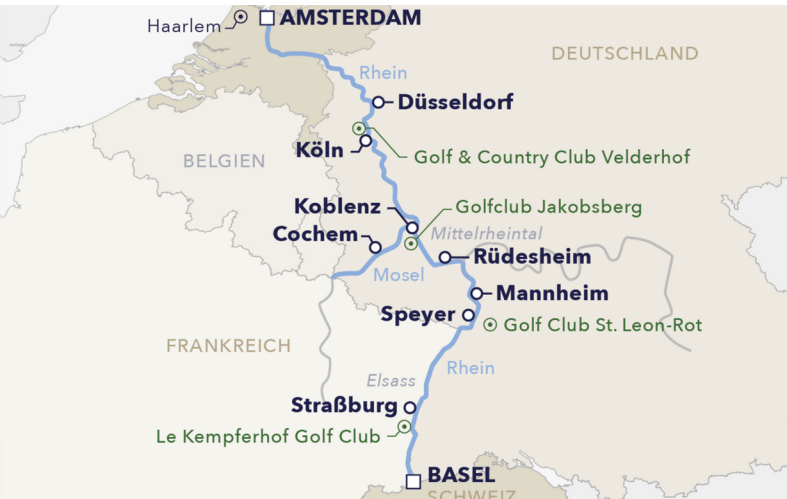 Haarlem
AMSTERDAM
DEUTSCHLAND
Rhein
Düsseldorf
Köln
Golf & Country Club Velderhof
BELGIEN
Koblenz
Golfclub Jakobsberg
Cochem
Mittelrheintal
Rüdesheim
Mosel
Mannheim
Speyer
Golf Club St. Leon-Rot
FRANKREICH
Rhein
Elsass
Straßburg
Le Kempferhof Golf Club
BASEL
SCHWEIZ